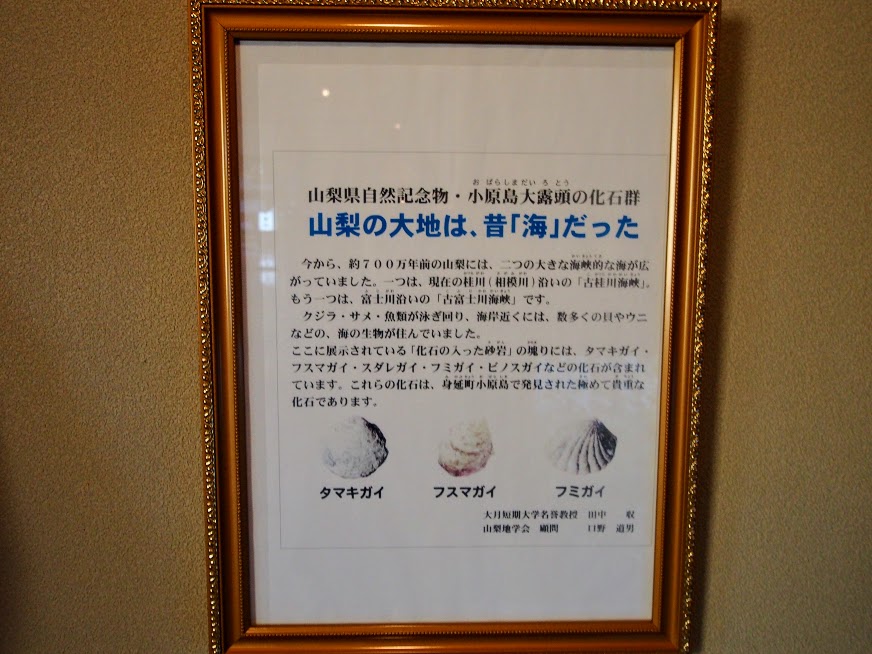 山梨県自然記念物・小原島大露頭の化石群
山梨の大地は、昔「海」だった
今から、約７００万年前の山梨には、二つの大きな海峡的な海が広
がっていました。一つは、現在の桂川（相模川）沿いの「古桂川海峡」。
もう一つは、富士川沿いの「古富士川海峡」です。
クジラ・サメ・魚類が泳ぎ回り、海岸近くには、数多くの貝やウニ
などの、海の生物が住んでいました。
ここに展示されている「化石の入った砂岩」の塊りには、タマキガイ・
フスマガイ・スダレガイ・フミガイ・ビノスガイなどの化石が含まれ
ています。これらの化石は、身延町小原島で発見された極めて貴重な
化石であります。
タマキガイ フスマガイ フミガイ
大月短期大学名誉教授 田中 収
山梨地学会 顧問 口野 道男